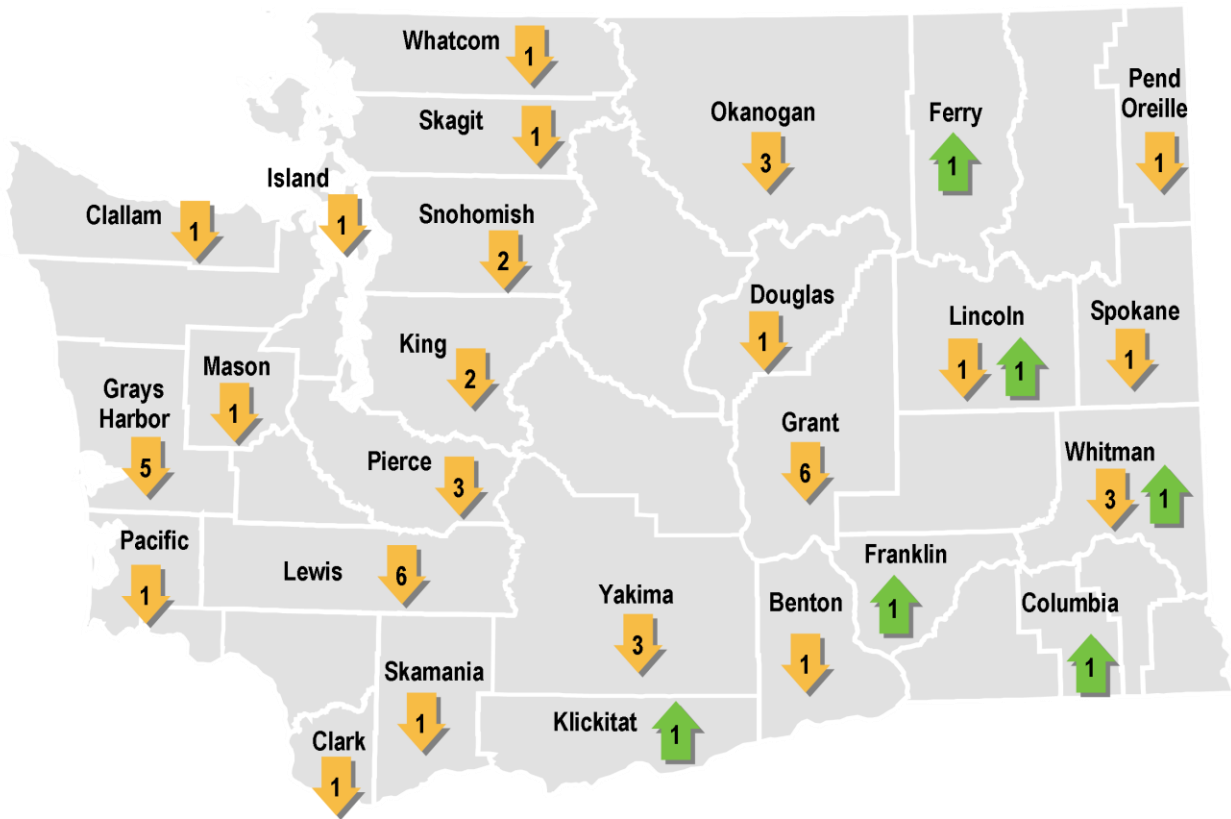 Whatcom
1
Skagit
1
Okanogan
3
Ferry
1
Pend
Oreille
1
Island
1
Clallam
1
Snohomish
2
Douglas
1
Lincoln
1 1
Spokane
1
King
2
Mason
1
Grays
Harbor
5
Pierce
3
Grant
6
Whitman
3 1
Pacific
1
Lewis
6
Yakima
3
Benton
1
Franklin
1
Columbia
1
Skamania
1
Klickitat 1
Clark
1